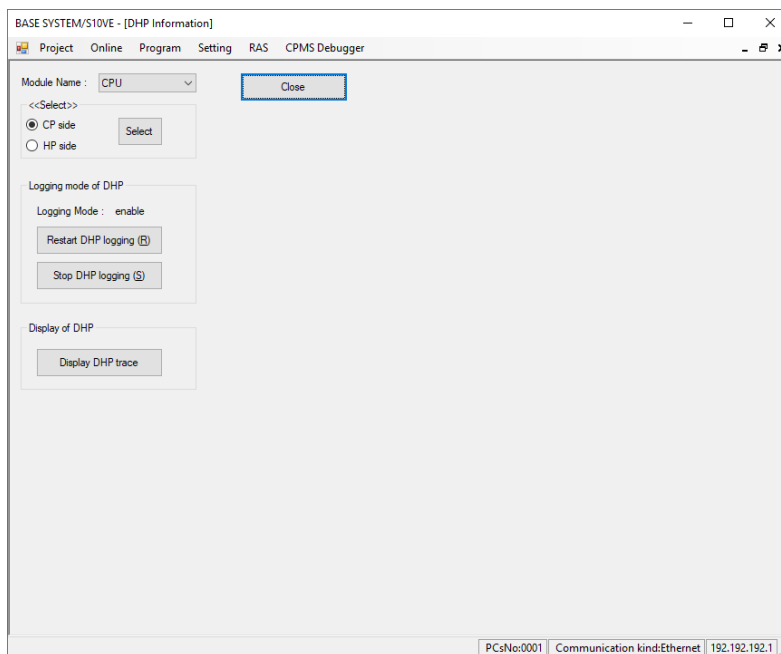 BASE SYSTEM/S10VE - [DHP Information]
Project Online Program Setting RAS CPMS Debugger
Module Name : CPU
Close
<<Select>>
CP side
Select
HP side
Logging mode of DHP
Logging Mode : enable
Restart DHP logging (R)
Stop DHP logging (S)
Display of DHP
Display DHP trace
PCsNo:0001 Communication kind:Ethernet 192.192.192.1